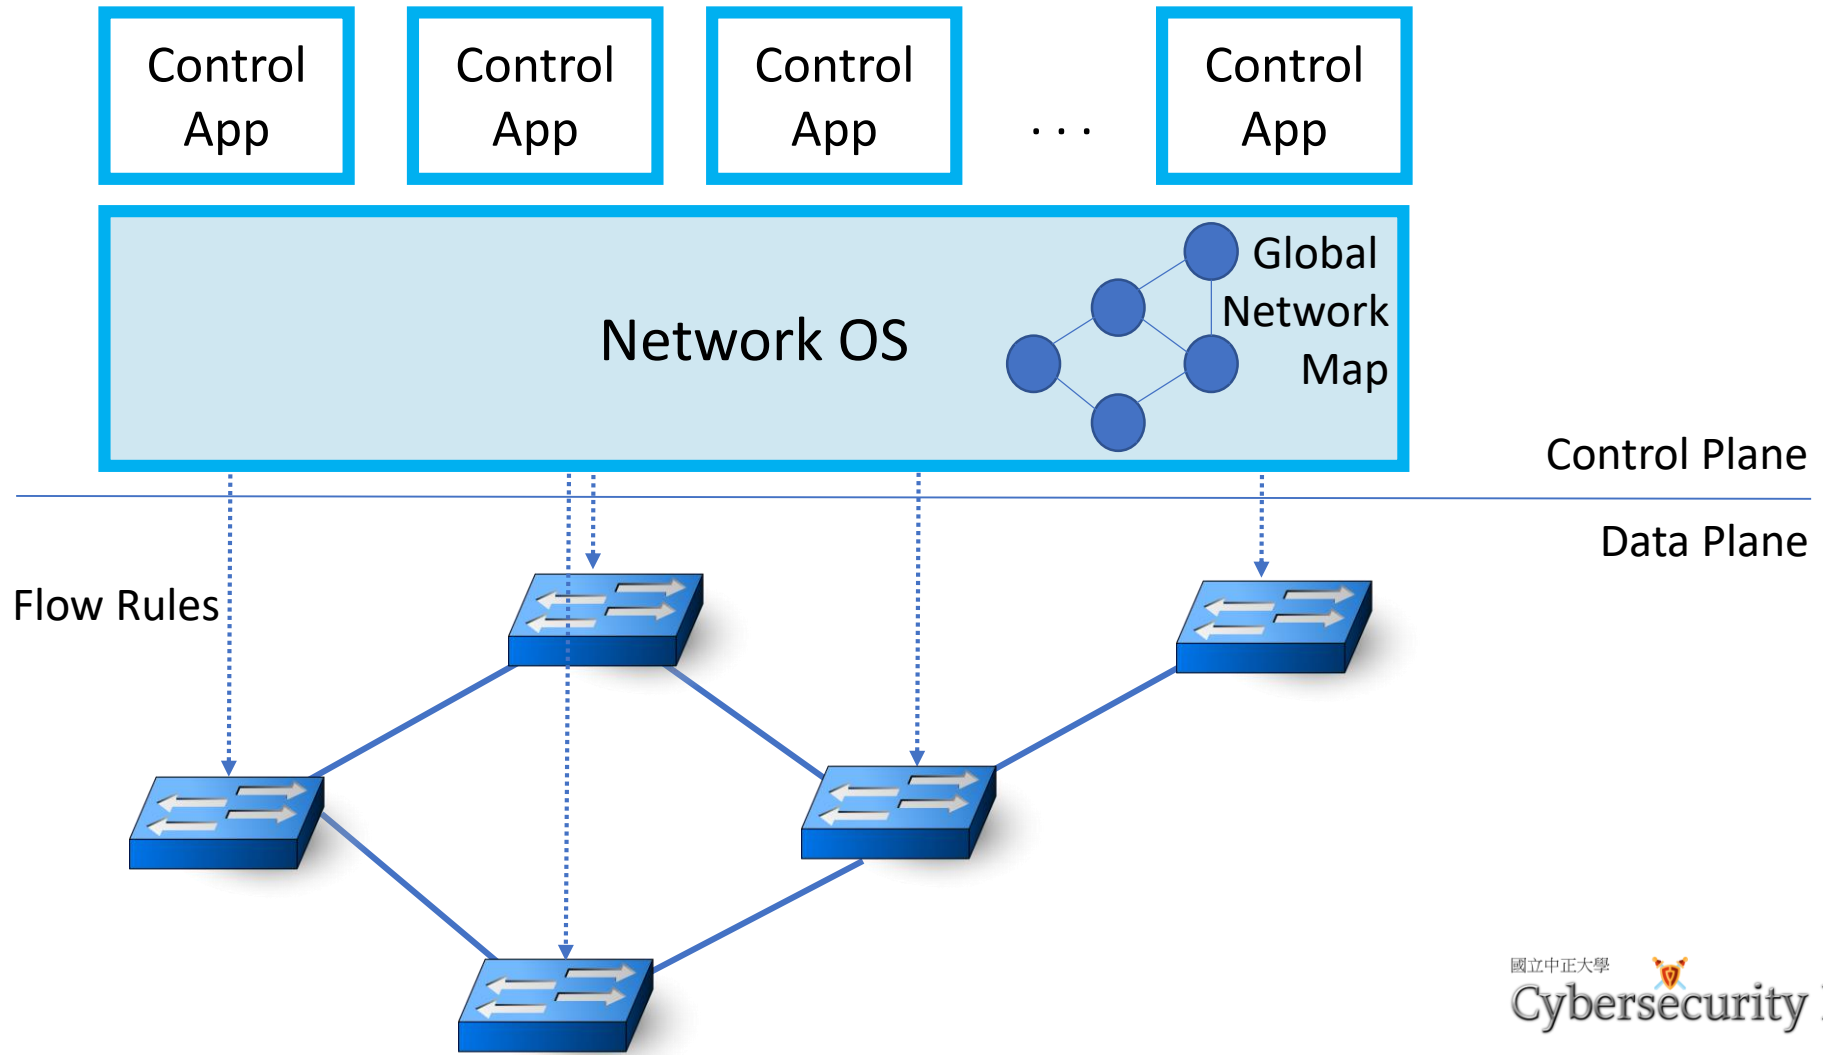 Control
App
Control
App
Control
App
. . .
Control
App
Network OS
Global
Network
Map
Control Plane
Data Plane
Flow Rules
國立中正大學
Cybersecurity